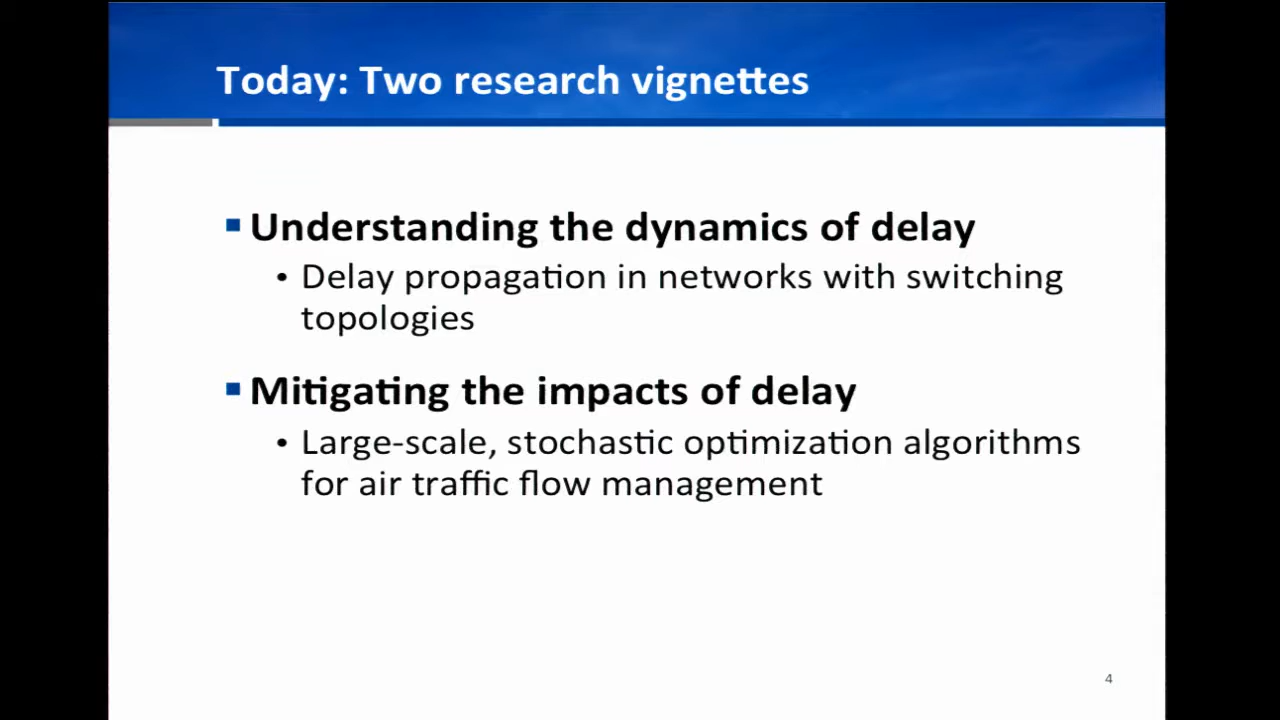 Today: Two research vignettes
Understanding the dynamics of delay
• Delay propagation in networks with switching
topologies
Mitigating the impacts of delay
• Large-scale, stochastic optimization algorithms
for air traffic flow management
4